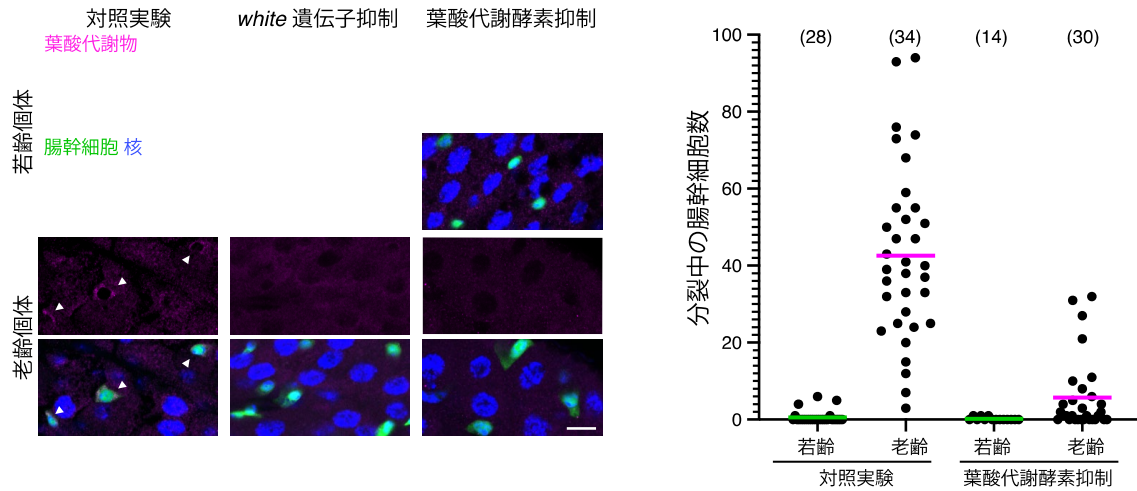 対照実験
white 遺伝子抑制
葉酸代謝酵素抑制
葉酸代謝物
若齢個体
腸幹細胞 核
老齢個体
分裂中の腸幹細胞数
100
80
60
40
20
0
(28)
(34)
(14)
(30)
若齢
老齢
若齢
老齢
対照実験
葉酸代謝酵素抑制